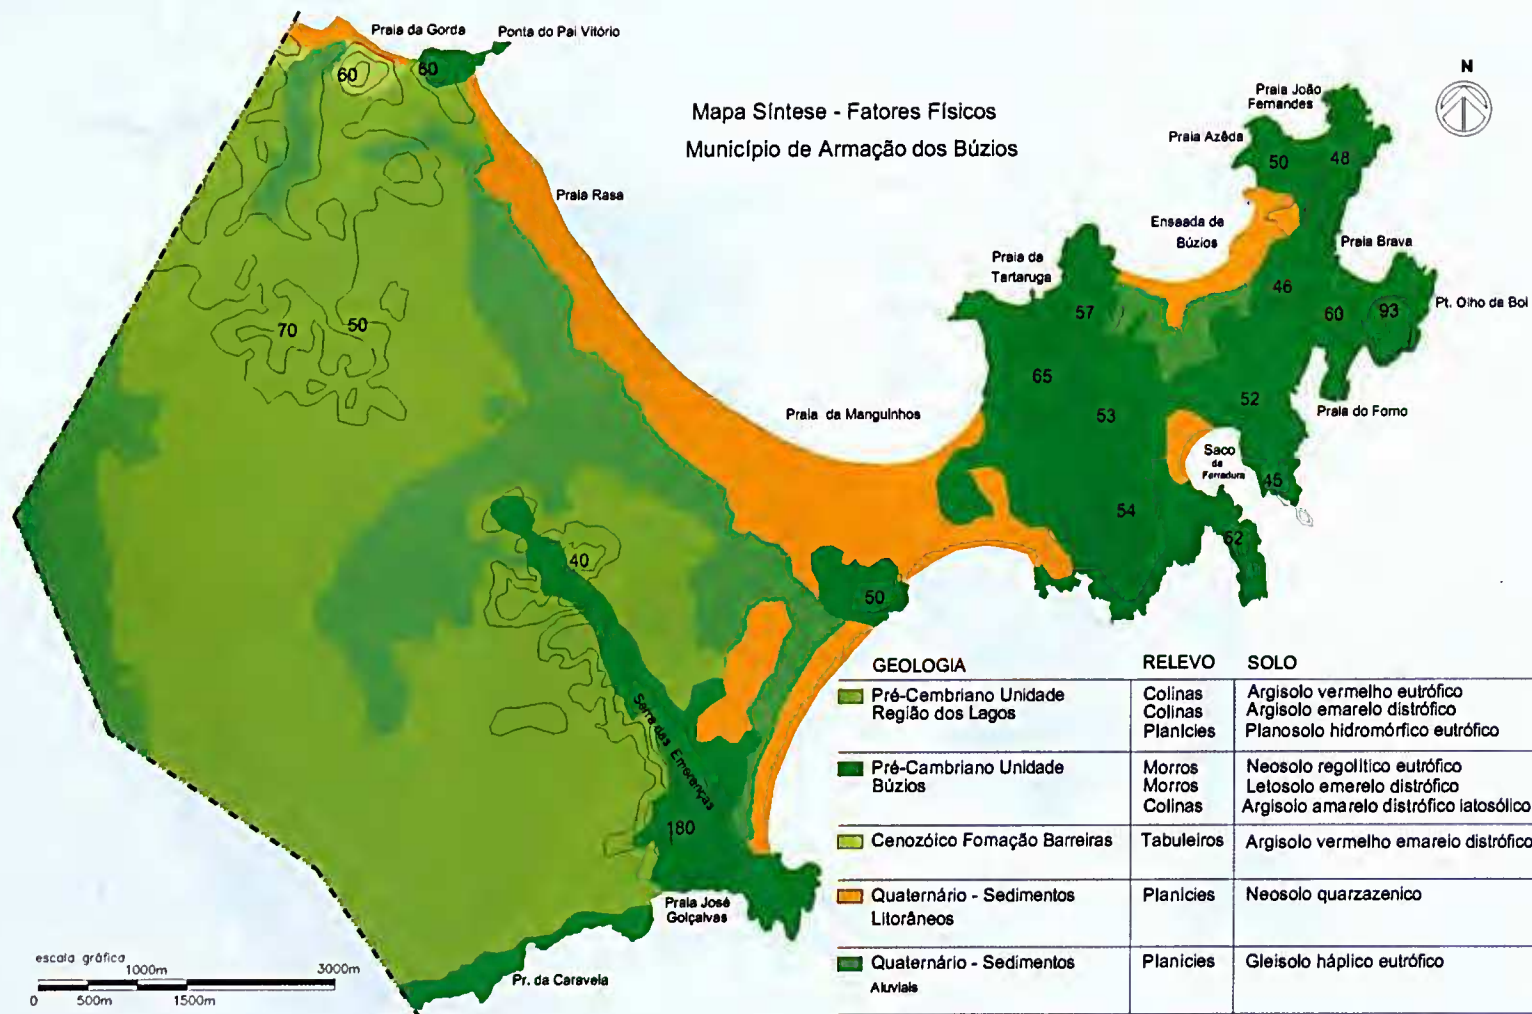 Praia da Gorda
Ponta do Pai Vitório
60
60
Mapa Síntese - Fatores Físicos
Município de Armação dos Búzios
N
Praia João
Fernandes
Praia Azêda
50
48
Praia Rasa
Ensaada de
Búzios
Praia Brava
Praia da
Tartaruga
46
Pt. Olho de Boi
57
60
93
70
50
65
52
53
Praia da Manguinhos
Praia do Forno
Saco
da
Ferradura
45
54
62
40
50
Serra das Emerenças
180
Praia José
Golçalvas
Pr. da Caravela
escala gráfica
1000m
3000m
0
500m
1500m
GEOLOGIA RELEVO SOLO
Pré-Cembriano Unidade Colinas Argisolo vermelho eutrófico
Região dos Lagos Colinas Argisolo emarelo distrófico
Planícies Planosolo hidromórfico eutrófico
Pré-Cambriano Unidade Morros Neosolo regolítico eutrófico
Búzios Morros Letosolo emerelo distrófico
Colinas Argisolo amarelo distrófico latosólico
Cenozóico Fomação Barreiras Tabuleiros Argisolo vermelho emarelo distrófico
Quaternário - Sedimentos Planícies Neosolo quarzazenico
Litorâneos
Quaternário - Sedimentos Planícies Gleisolo háplico eutrófico
Aluviais